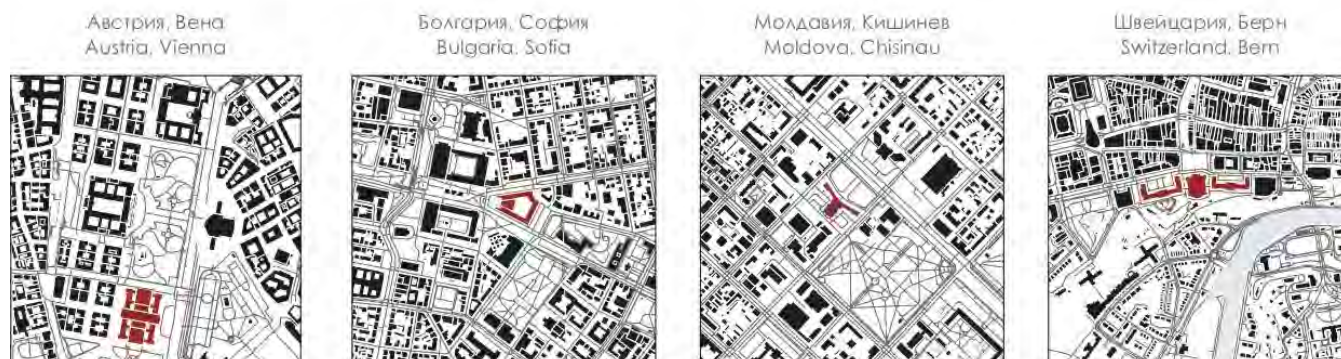 Австрия, Вена
Austria, Vienna
Болгария, София
Bulgaria, Sofia
Молдавия, Кишинев
Moldova, Chisinau
Швейцария, Берн
Switzerland, Bern